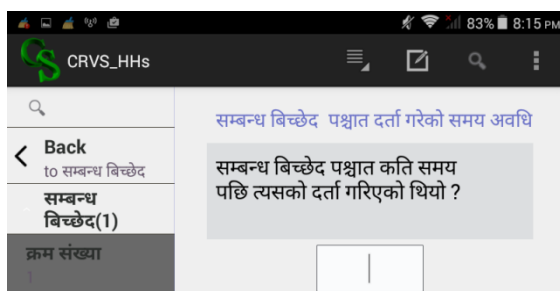 83% 8:15 PM
CRVS_HHs
Back
to सम्बन्ध बिच्छेद
सम्बन्ध
बिच्छेद(1)
क्रम संख्या
1
सम्बन्ध बिच्छेद पश्चात दर्ता गरेको समय अवधि
सम्बन्ध बिच्छेद पश्चात कति समय
पछि त्यसको दर्ता गरिएको थियो ?